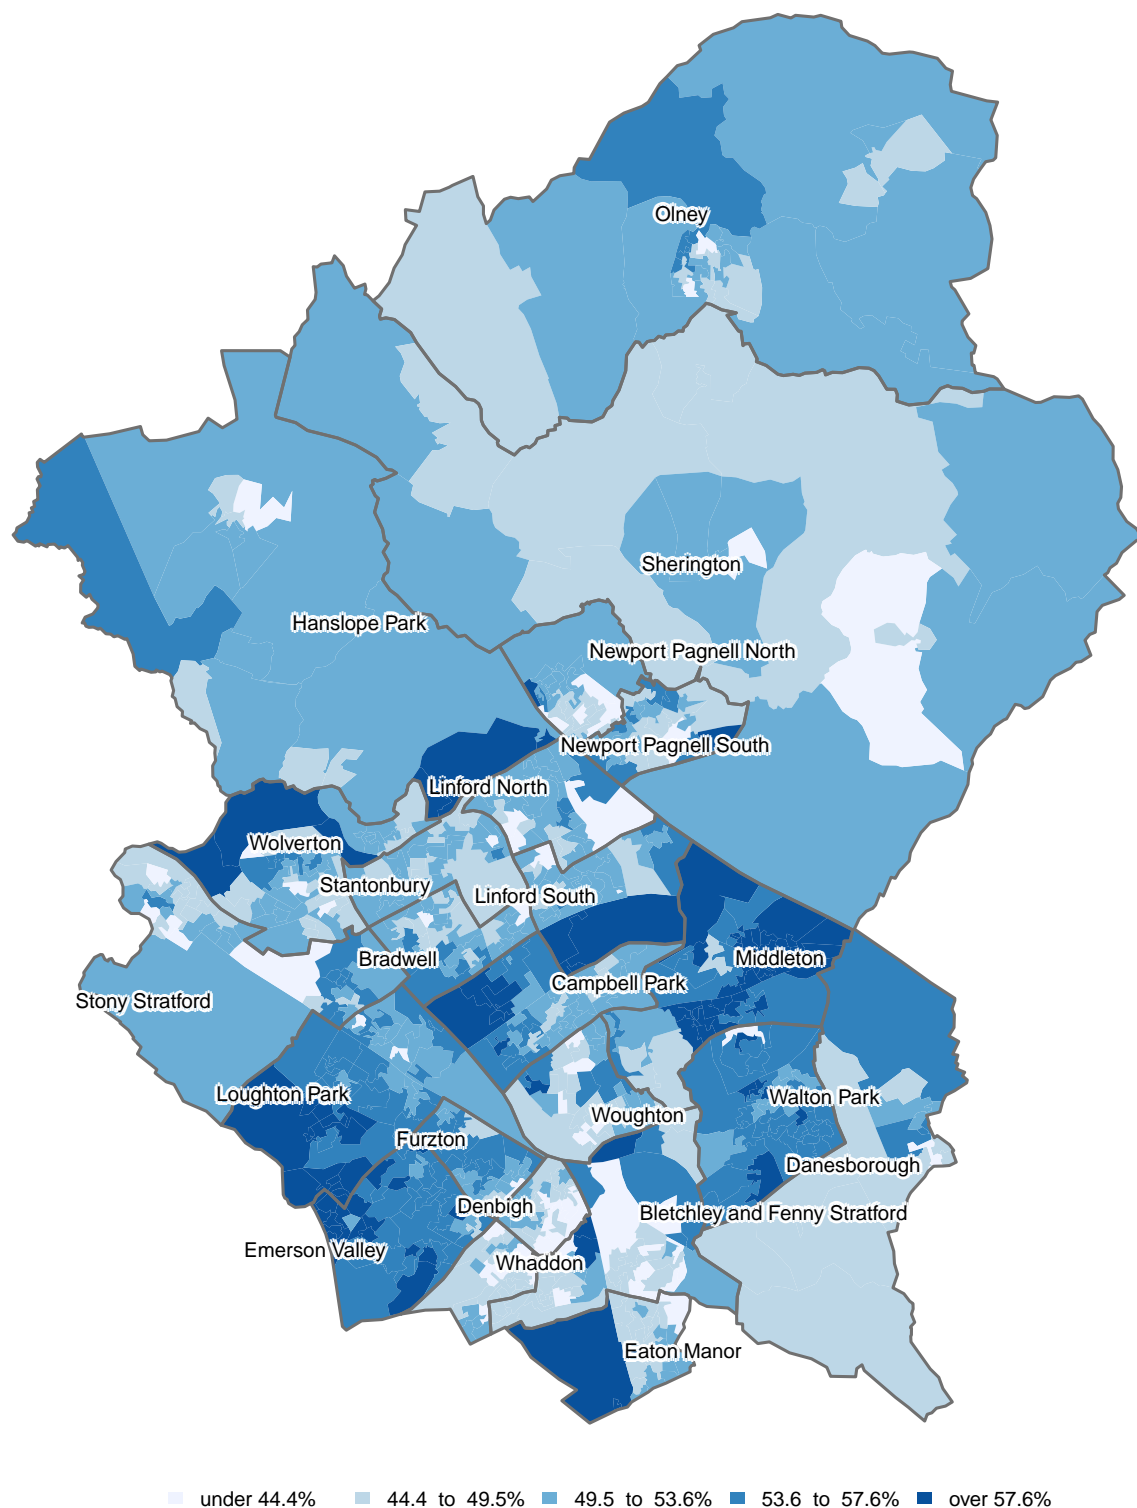 Olney
Sherington
Hanslope Park
Newport Pagnell North
Newport Pagnell South
Linford North
Wolverton
Stantonbury
Linford South
Bradwell
Middleton
Campbell Park
Stony Stratford
Loughton Park
Walton Park
Woughton
Furzton
Danesborough
Denbigh
Bletchley and Fenny Stratford
Emerson Valley
Whaddon
Eaton Manor
under 44.4% 44.4 to 49.5% 49.5 to 53.6% 53.6 to 57.6% over 57.6%